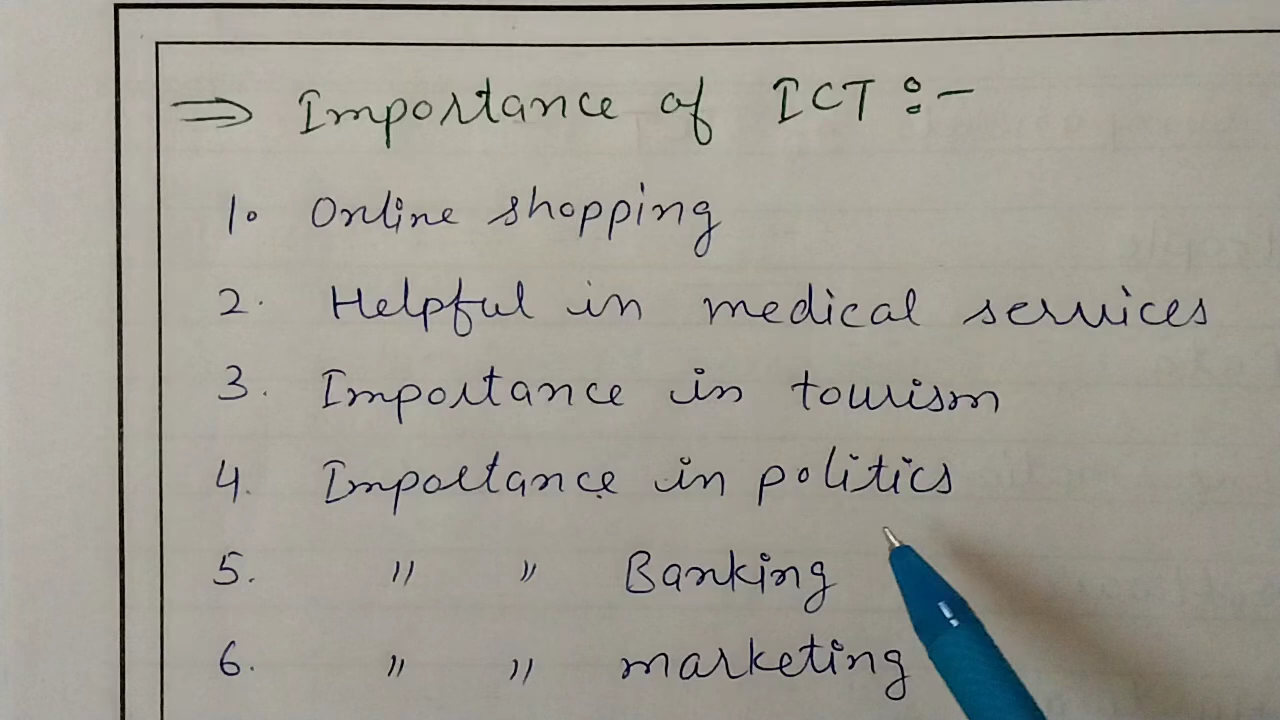 ⇒ Importance of ICT :-
1. Online shopping
2. Helpful in medical services
3. Importance in tourism
4. Importance in politics
5. " " Banking
6. " " marketing